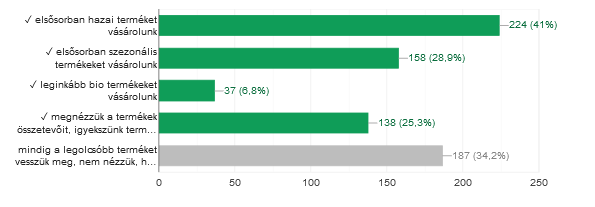 ✓ elsősorban hazai terméket
vásárolunk
224 (41%)
✓ elsősorban szezonális
termékeket vásárolunk
158 (28,9%)
✓ leginkább bio termékeket
vásárolunk
37 (6,8%)
✓ megnézzük a termékek
összetevőit, igyekszünk term…
138 (25,3%)
mindig a legolcsóbb terméket
vesszük meg, nem nézzük, h…
187 (34,2%)
0 50 100 150 200 250